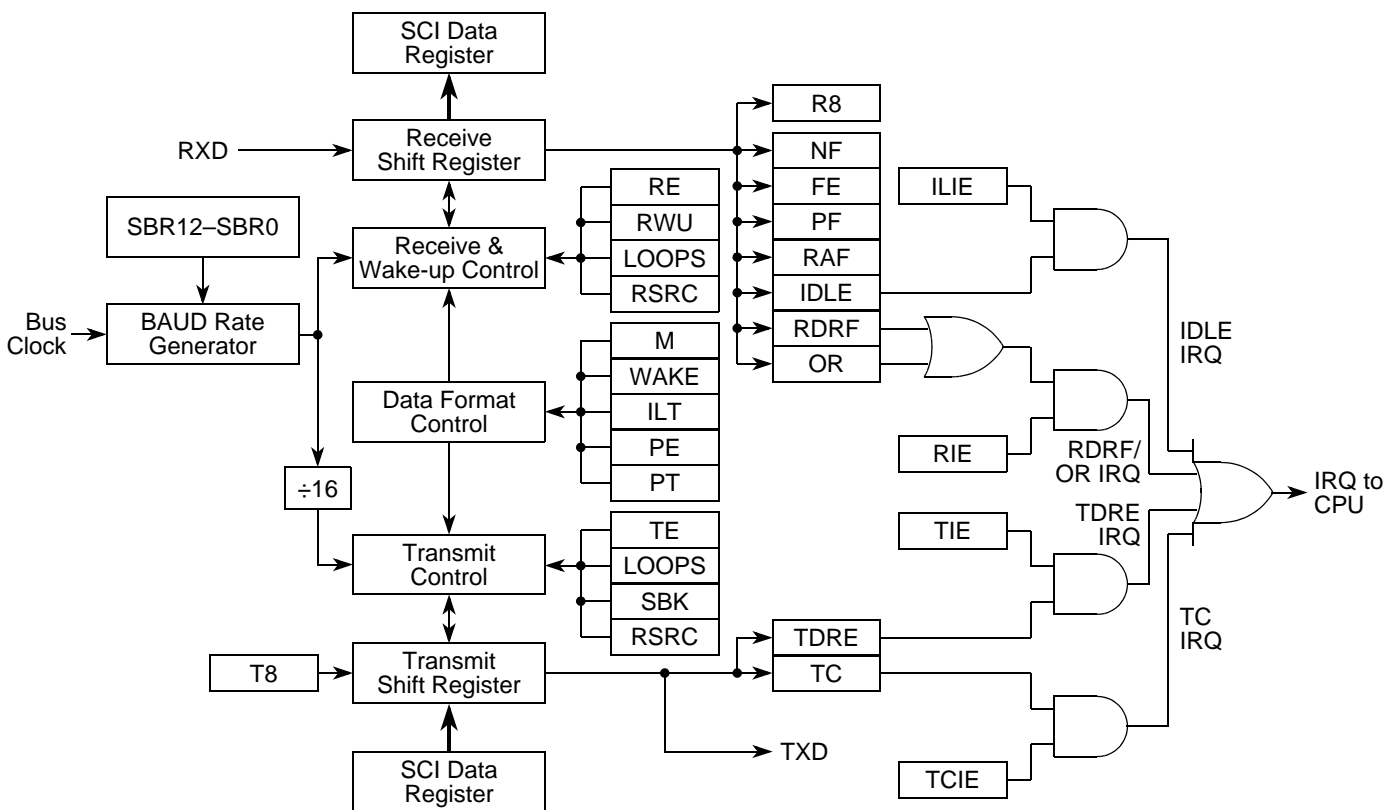 SCI Data
Register
RXD
Receive
Shift Register
R8
NF
FE
PF
RAF
IDLE
RDRF
OR
RE
RWU
LOOPS
RSRC
ILIE
SBR12–SBR0
Receive &
Wake-up Control
Bus
Clock
BAUD Rate
Generator
IDLE
IRQ
M
WAKE
ILT
PE
PT
Data Format
Control
RIE
RDRF/
OR IRQ
÷16
IRQ to
CPU
TIE
TDRE
IRQ
TE
LOOPS
SBK
RSRC
Transmit
Control
TC
IRQ
TDRE
TC
T8
Transmit
Shift Register
TXD
TCIE
SCI Data
Register